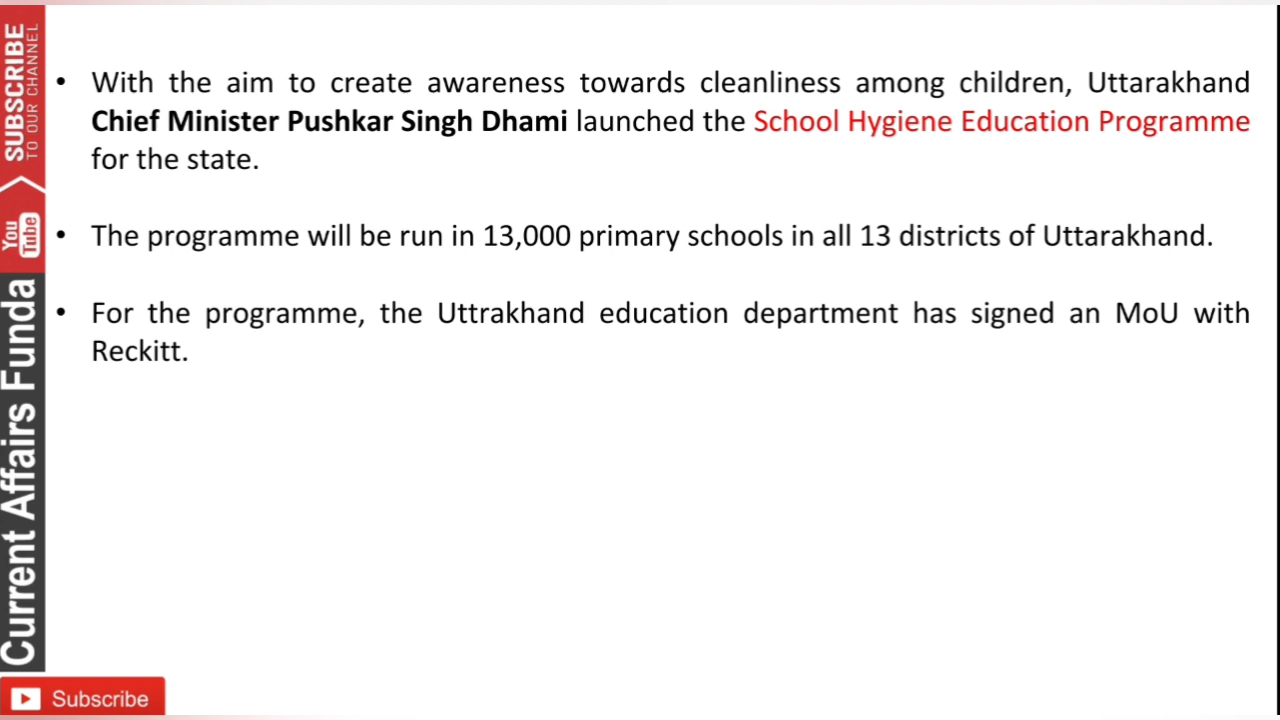 SUBSCRIBE
TO OUR CHANNEL
You
Tube
Current Affairs Funda
• With the aim to create awareness towards cleanliness among children, Uttarakhand
Chief Minister Pushkar Singh Dhami launched the School Hygiene Education Programme
for the state.
• The programme will be run in 13,000 primary schools in all 13 districts of Uttarakhand.
• For the programme, the Uttrakhand education department has signed an MoU with
Reckitt.
Subscribe